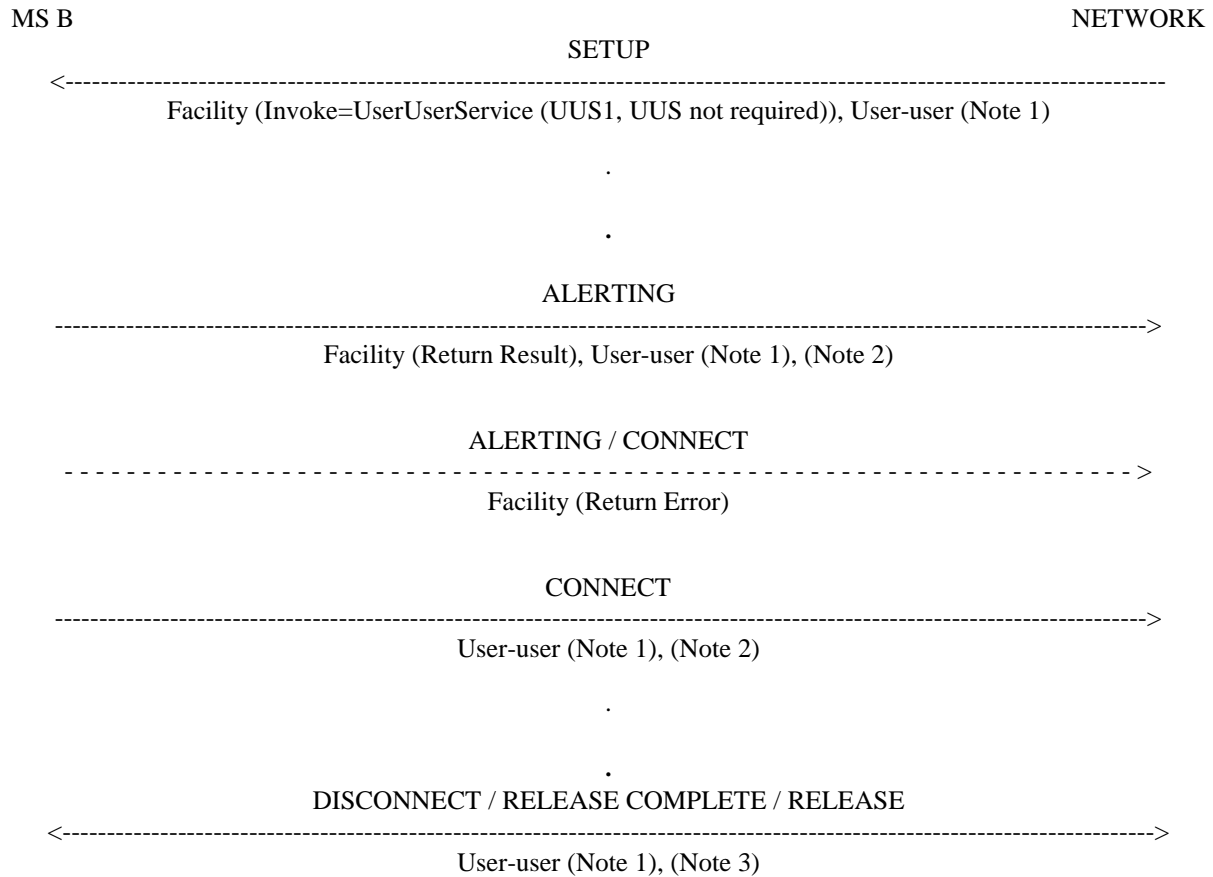 MS B NETWORK
SETUP
<------------------------------------------------------------------------------------------------------------------------------
Facility (Invoke=UserUserService (UUS1, UUS not required)), User-user (Note 1)
.
.
ALERTING
----------------------------------------------------------------------------------------------------------------------------->
Facility (Return Result), User-user (Note 1), (Note 2)
ALERTING / CONNECT
- - - - - - - - - - - - - - - - - - - - - - - - - - - - - - - - - - - - - - - - - - - - - - - - - - - - - - - - - - - - - - - - - - - - - - >
Facility (Return Error)
CONNECT
----------------------------------------------------------------------------------------------------------------------------->
User-user (Note 1), (Note 2)
.
.
DISCONNECT / RELEASE COMPLETE / RELEASE
<----------------------------------------------------------------------------------------------------------------------------->
User-user (Note 1), (Note 3)